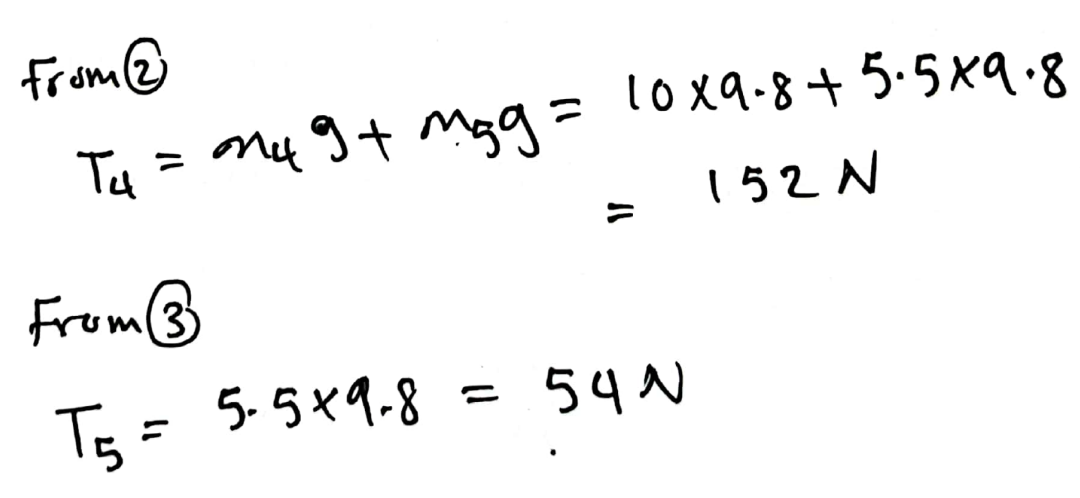 From ②
T₄ = m₄g + m₅g = 10 x 9.8 + 5.5 x 9.8
= 152 N
From ③
T₅ = 5.5 x 9.8 = 54 N